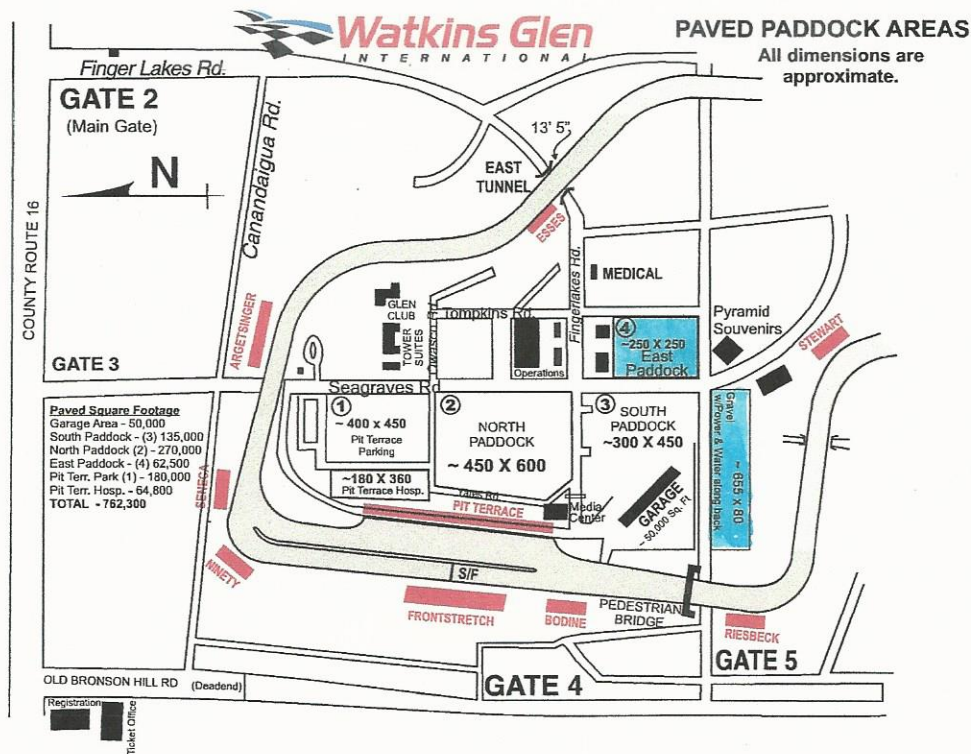 Watkins Glen
INTERNATIONAL
PAVED PADDOCK AREAS
All dimensions are
approximate.
Finger Lakes Rd.
GATE 2
(Main Gate)
N
COUNTY ROUTE 16
Canandaigua Rd.
13' 5"
EAST
TUNNEL
ESSES
Fingerlakes Rd.
MEDICAL
GLEN
CLUB
Tompkins Rd.
TOWER
SUITES
Operations
4
~250 X 250
East
Paddock
Pyramid
Souvenirs
STEWART
ARGETSINGER
GATE 3
Seagraves Rd
Paved Square Footage
Garage Area - 50,000
South Paddock - (3) 135,000
North Paddock (2) - 270,000
East Paddock - (4) 62,500
Pit Terr. Park (1) - 180,000
Pit Terr. Hosp. - 64,800
TOTAL - 762,300
1
~ 400 x 450
Pit Terrace
Parking
2
NORTH
PADDOCK
~ 450 X 600
3
SOUTH
PADDOCK
~300 X 450
Gravel
w/Power & Water along back
~ 655 X 80
~180 X 360
Pit Terrace Hosp.
SENECA
PIT TERRACE
Media
Center
GARAGE
~ 50,000 Sq. Ft
NINETY
S/F
FRONTSTRETCH
BODINE
PEDESTRIAN
BRIDGE
RIESBECK
GATE 5
GATE 4
OLD BRONSON HILL RD
(Deadend)
Registration
Ticket Office